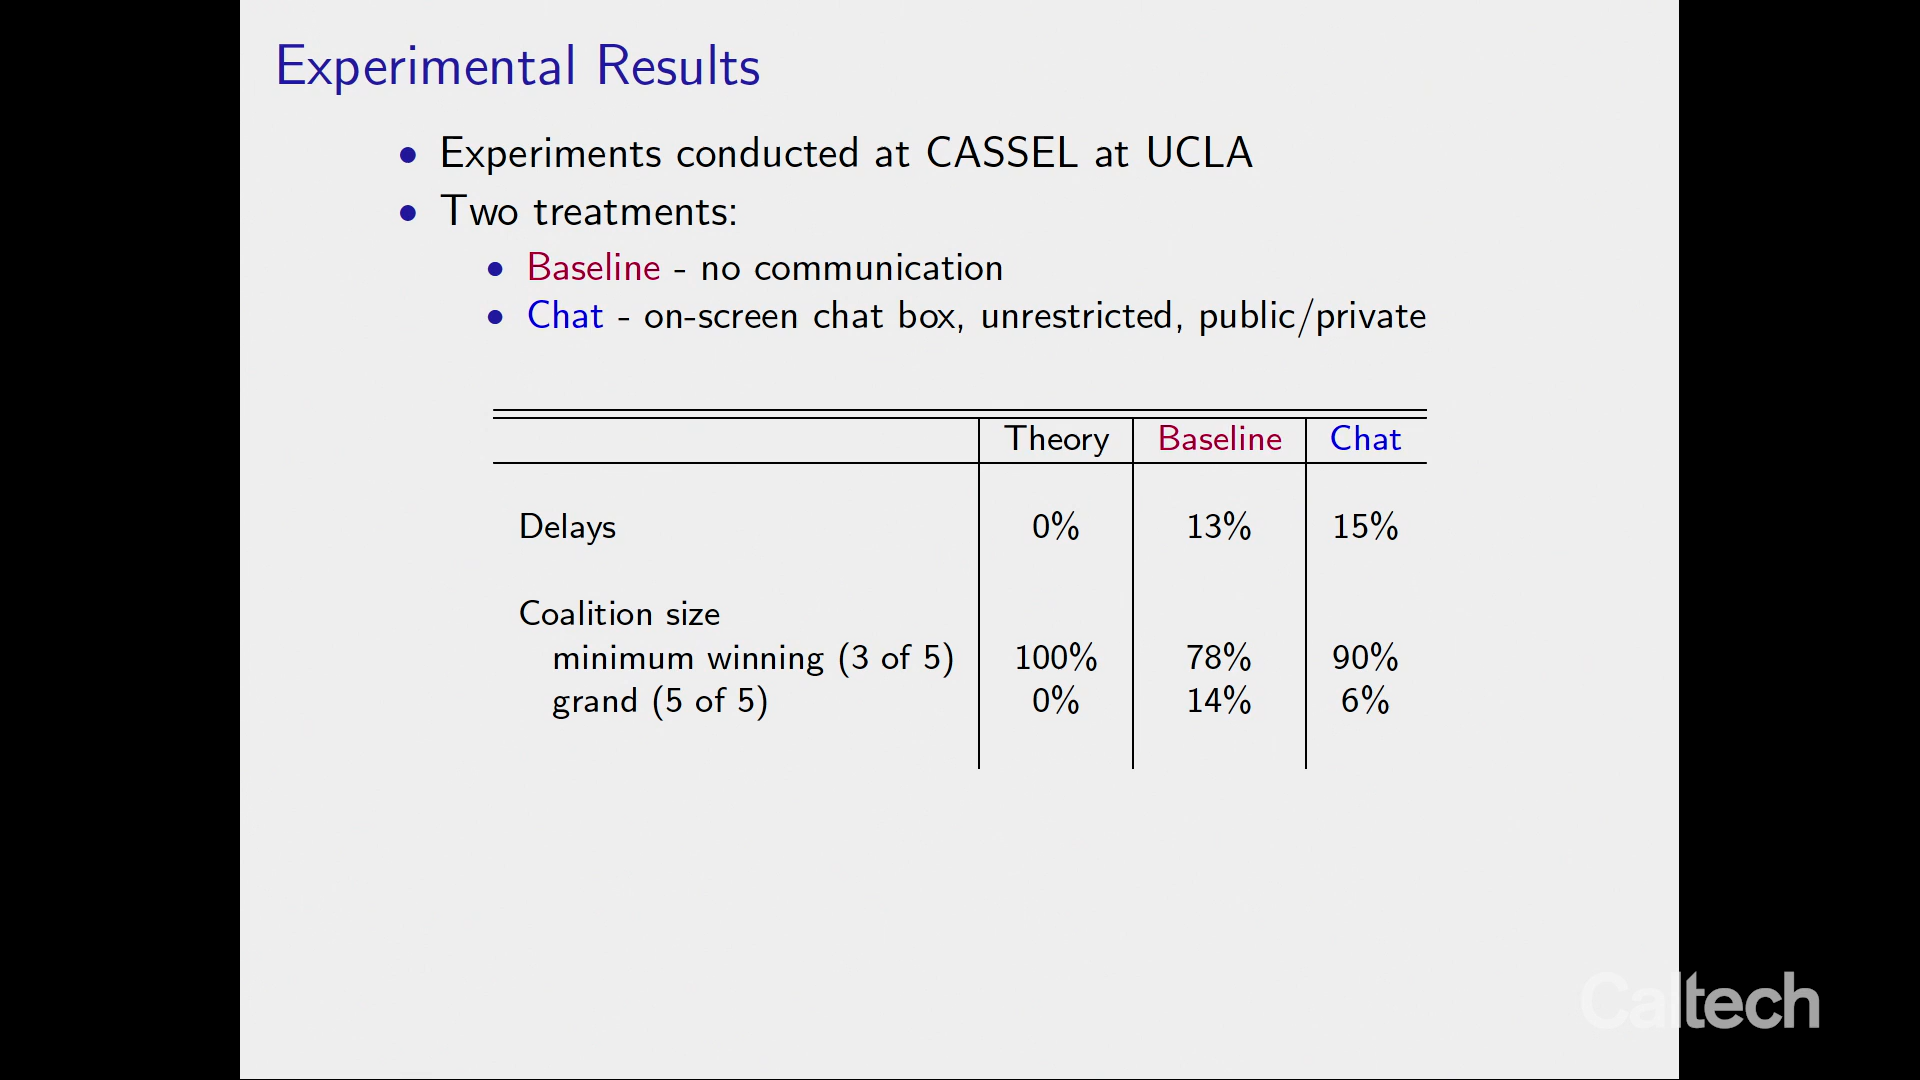 Experimental Results
• Experiments conducted at CASSEL at UCLA
• Two treatments:
• Baseline - no communication
• Chat - on-screen chat box, unrestricted, public/private
Theory Baseline Chat
Delays 0% 13% 15%
Coalition size
minimum winning (3 of 5) 100% 78% 90%
grand (5 of 5) 0% 14% 6%
Caltech